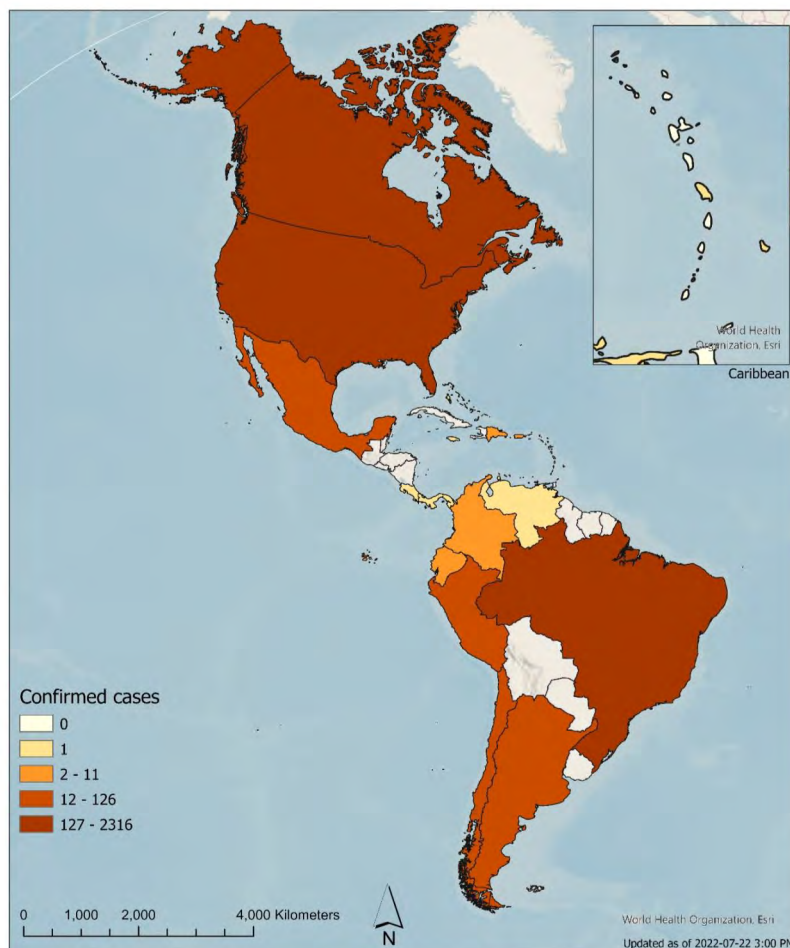 World Health
Organization, Esri
Caribbean
Confirmed cases
0
1
2 - 11
12 - 126
127 - 2316
0 1,000 2,000 4,000 Kilometers
N
World Health Organization, Esri
Updated as of 2022-07-22 3:00 PM